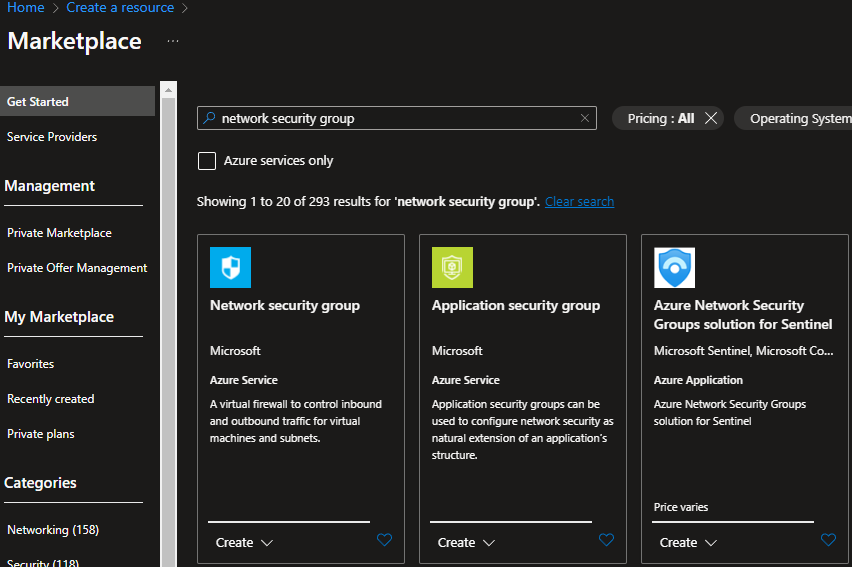 Home > Create a resource >
Marketplace ...
Get Started
Service Providers
Management
Private Marketplace
Private Offer Management
My Marketplace
Favorites
Recently created
Private plans
Categories
Networking (158)
Security (118)
network security group
Pricing : All
Operating System
Azure services only
Showing 1 to 20 of 293 results for 'network security group'. Clear search
Network security group
Microsoft
Azure Service
A virtual firewall to control inbound
and outbound traffic for virtual
machines and subnets.
Create
Application security group
Microsoft
Azure Service
Application security groups can be
used to configure network security as
natural extension of an application's
structure.
Create
Azure Network Security
Groups solution for Sentinel
Microsoft Sentinel, Microsoft Co...
Azure Application
Azure Network Security Groups
solution for Sentinel
Price varies
Create